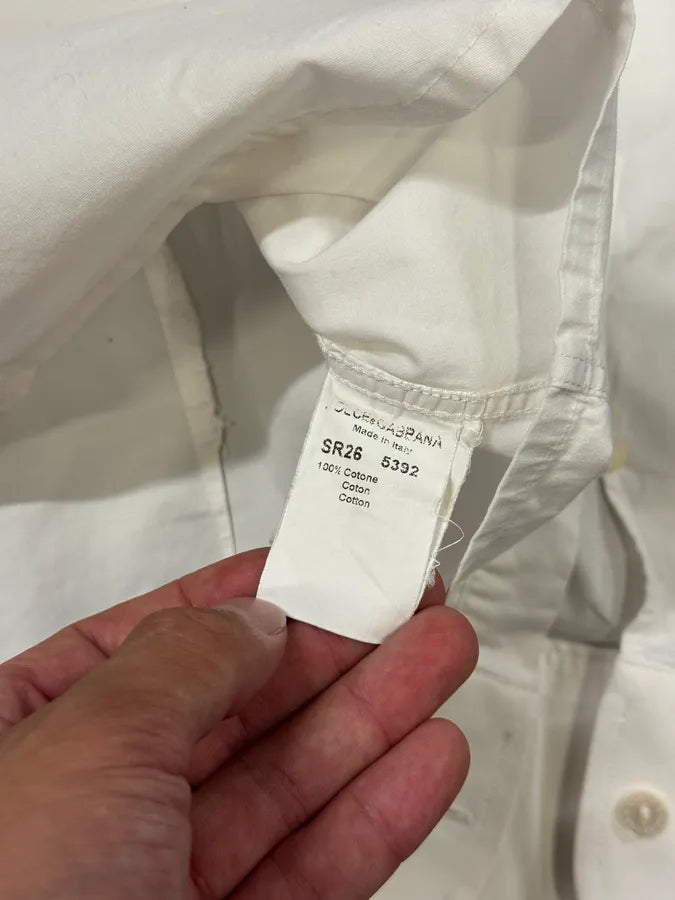 DOLCE&GABBANA
Made in Italy
SR26 5392
100% Cotone
Coton
Cotton